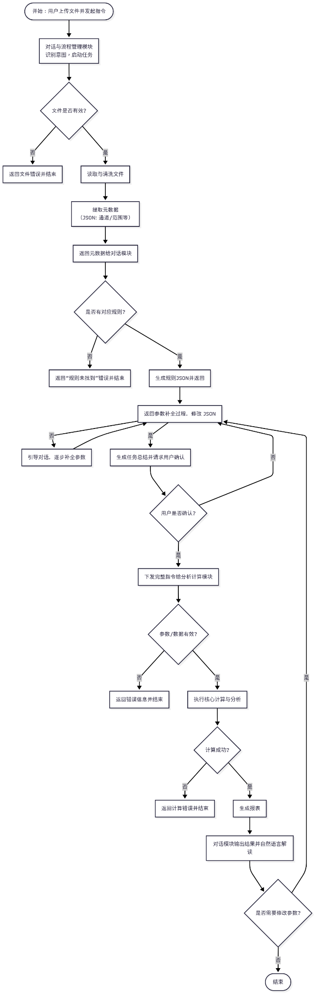 开始：用户上传文件并发起指令
对话与流程管理模块
识别意图，启动任务
文件是否有效?
否
是
返回文件错误并结束
读取与清洗文件
提取元数据
（JSON: 通道/范围等）
返回元数据给对话模块
是否有对应规则?
否
是
返回“规则未找到”错误并结束
生成规则JSON并返回
返回参数补全过程，修改 JSON
否
是
引导对话，逐步补全参数
生成任务总结并请求用户确认
否
用户是否确认?
是
下发完整指令给分析计算模块
参数/数据有效?
否
是
是
返回错误信息并结束
执行核心计算与分析
计算成功?
否
是
返回计算错误并结束
生成报表
对话模块输出结果并自然语言解
读
是否需要修改参数?
否
结束